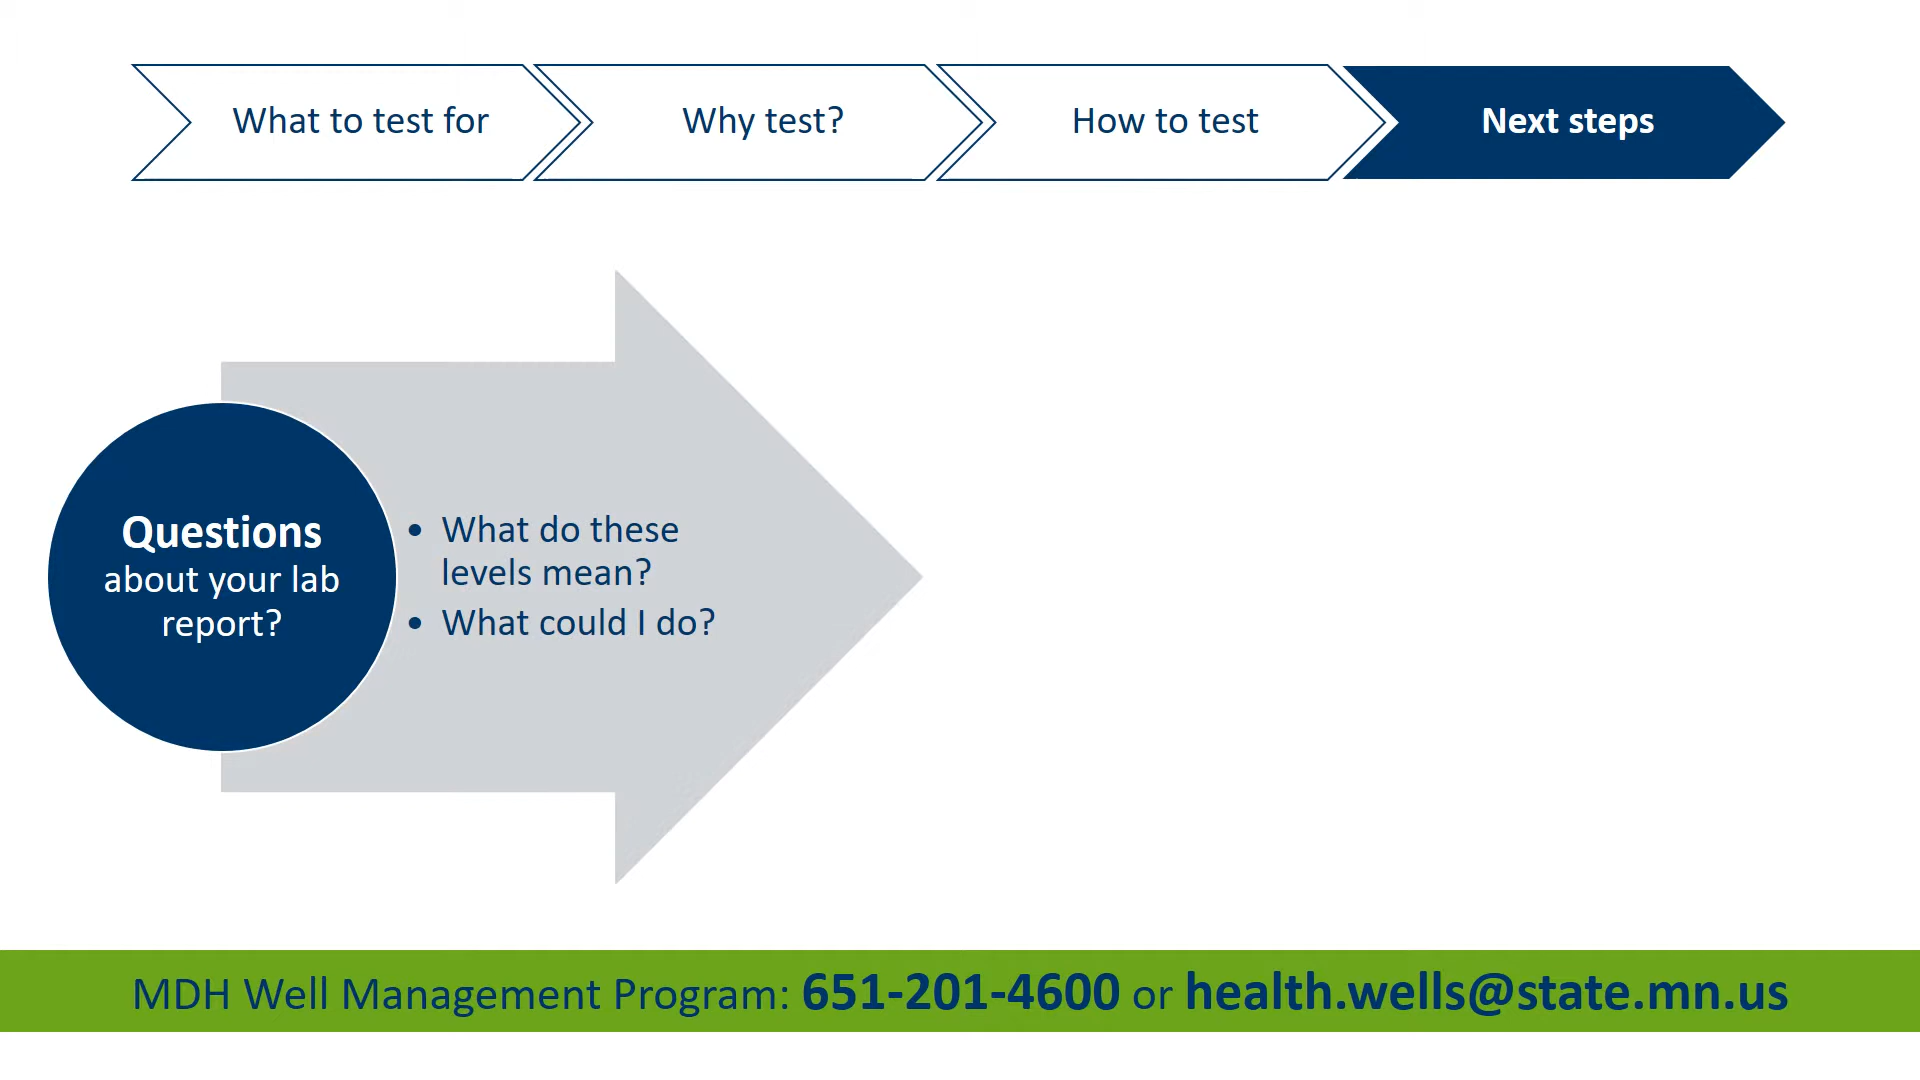 What to test for
Why test?
How to test
Next steps
Questions
about your lab
report?
• What do these
levels mean?
• What could I do?
MDH Well Management Program: 651-201-4600 or health.wells@state.mn.us